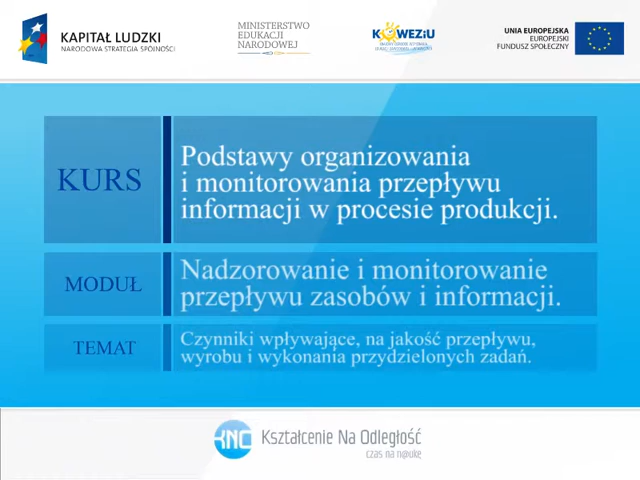 KAPITAŁ LUDZKI
NARODOWA STRATEGIA SPÓJNOŚCI
MINISTERSTWO
EDUKACJI
NARODOWEJ
KOWEZiU
UNIA EUROPEJSKA
EUROPEJSKI
FUNDUSZ SPOŁECZNY
KURS
Podstawy organizowania
i monitorowania przepływu
informacji w procesie produkcji.
MODUŁ
Nadzorowanie i monitorowanie
przepływu zasobów i informacji.
TEMAT
Czynniki wpływające, na jakość przepływu,
wyrobu i wykonania przydzielonych zadań.
KNO Kształcenie Na Odległość
czas na n@ukę